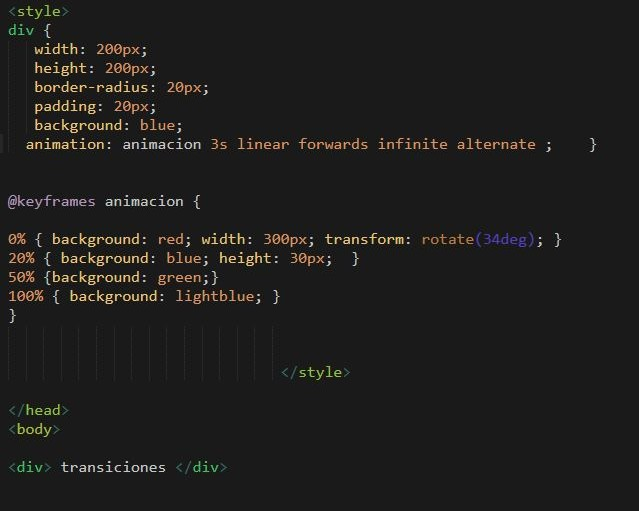 <style>
div {
width: 200px;
height: 200px;
border-radius: 20px;
padding: 20px;
background: blue;
animation: animacion 3s linear forwards infinite alternate ; }
@keyframes animacion {
0% { background: red; width: 300px; transform: rotate(34deg); }
20% { background: blue; height: 30px; }
50% {background: green;}
100% { background: lightblue; }
}
</style>
</head>
<body>
<div> transiciones </div>